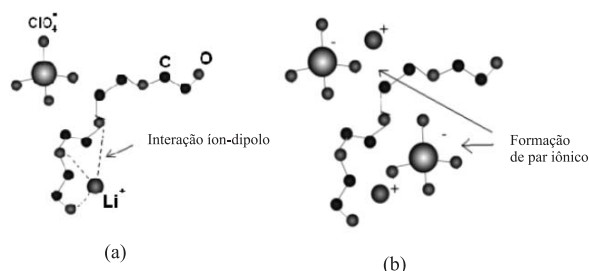 ClO₄⁻
C
O
Interação íon-dipolo
Li⁺
(a)
-
+
-
+
Formação
de par iônico
(b)